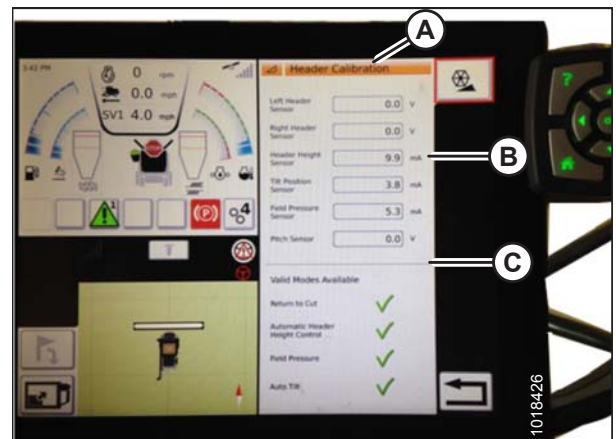 A
B
C
3:42 PM
0 rpm
0.0 mph
SV1 4.0 mph
STOP
1
(P)
4
Header Calibration
Left Header Sensor 0.0 V
Right Header Sensor 0.0 V
Header Height Sensor 9.9 mA
Tilt Position Sensor 3.8 mA
Field Pressure Sensor 5.3 mA
Pitch Sensor 0.0 V
Valid Modes Available
Return to Cut
Automatic Header Height Control
Field Pressure
Auto Tilt
?
1018426